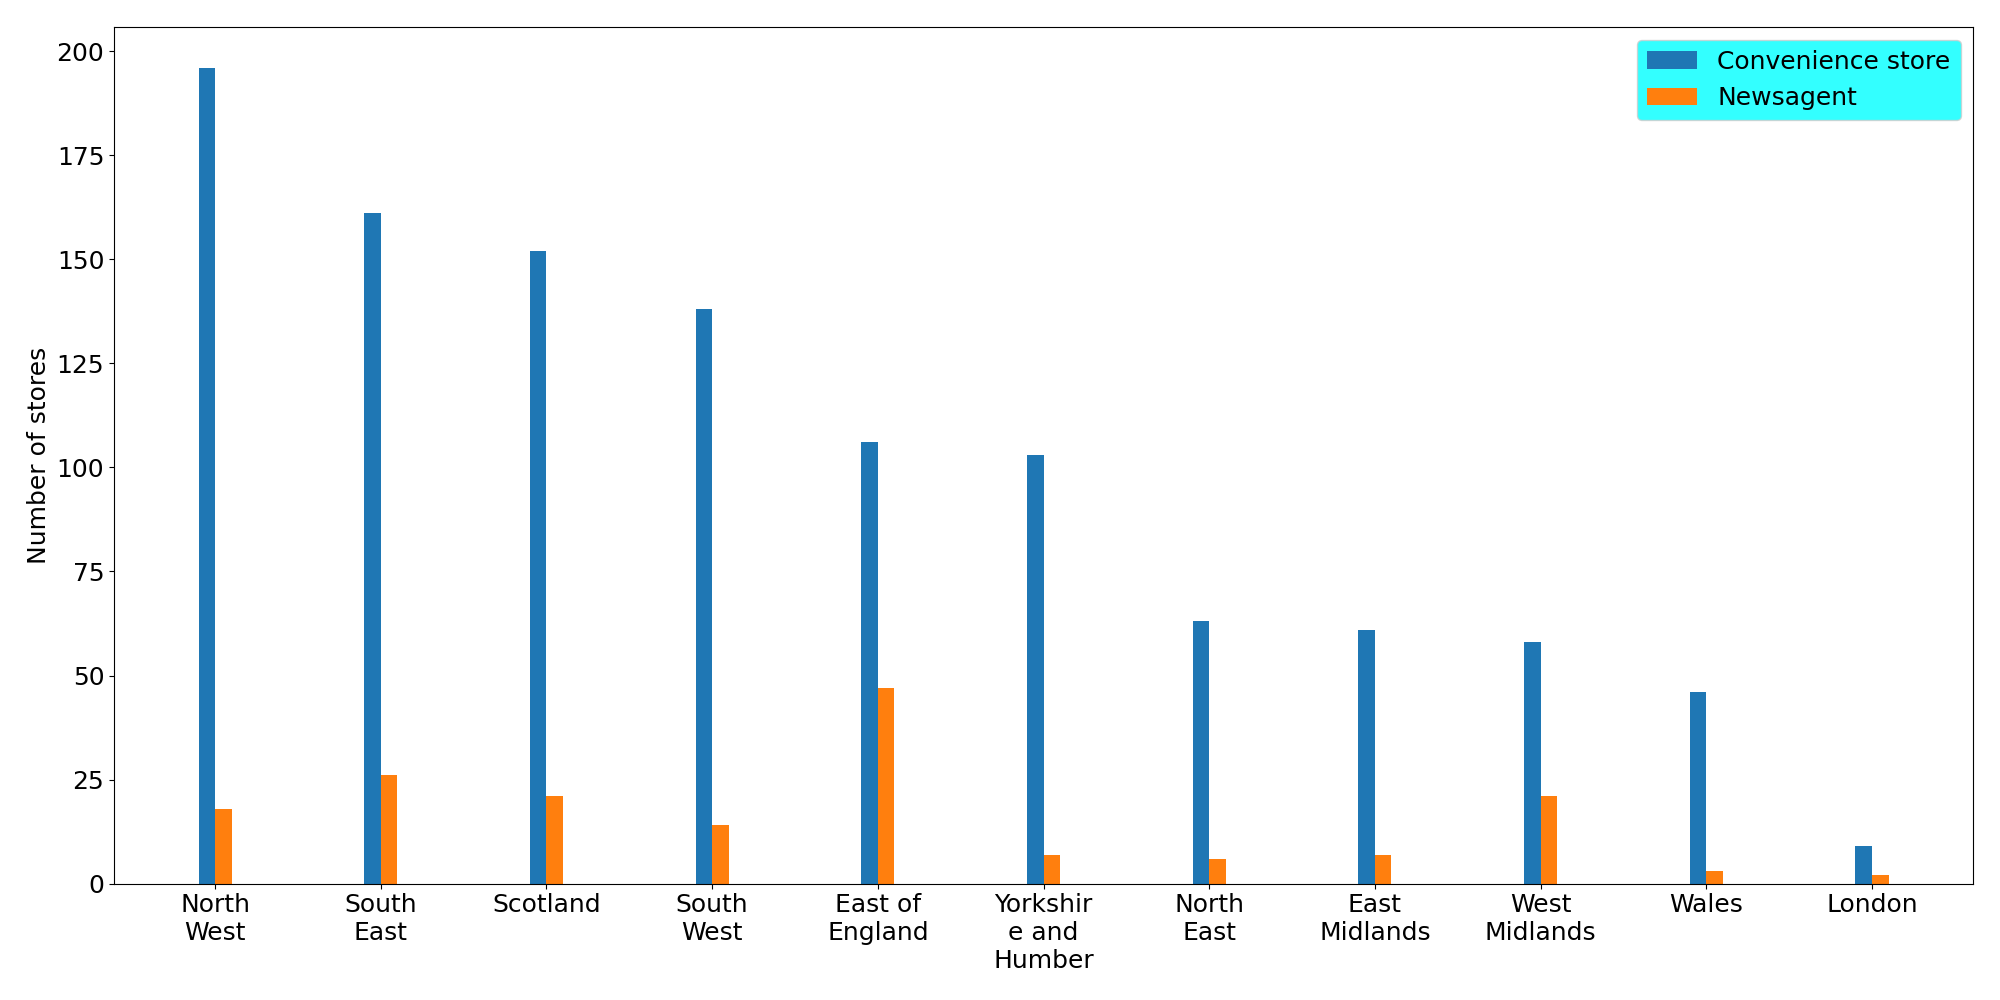 200
175
150
125
100
75
50
25
0
Number of stores
Convenience store
Newsagent
North
West
South
East
Scotland
South
West
East of
England
Yorkshir
e and
Humber
North
East
East
Midlands
West
Midlands
Wales
London